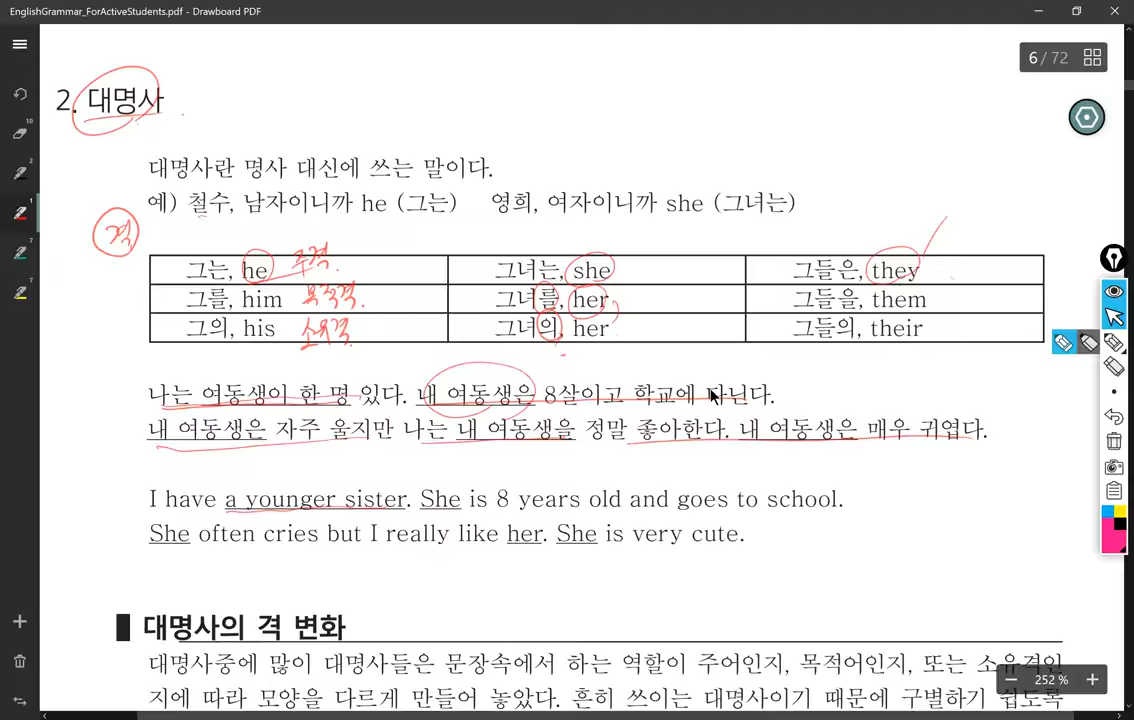 EnglishGrammar_ForActiveStudents.pdf - Drawboard PDF
6 / 72
2. 대명사
대명사란 명사 대신에 쓰는 말이다.
예) 철수, 남자이니까 he (그는) 영희, 여자이니까 she (그녀는)
격
그는, he 주격. 그녀는, she 그들은, they
그를, him 목적격. 그녀를, her 그들을, them
그의, his 소유격 그녀의, her 그들의, their
나는 여동생이 한 명 있다. 내 여동생은 8살이고 학교에 다닌다.
내 여동생은 자주 울지만 나는 내 여동생을 정말 좋아한다. 내 여동생은 매우 귀엽다.
I have a younger sister. She is 8 years old and goes to school.
She often cries but I really like her. She is very cute.
대명사의 격 변화
대명사중에 많이 대명사들은 문장속에서 하는 역할이 주어인지, 목적어인지, 또는 소유격인
지에 따라 모양을 다르게 만들어 놓았다. 흔히 쓰이는 대명사이기 때문에 구별하기 쉽도록
252 %
10
2
1
7
7